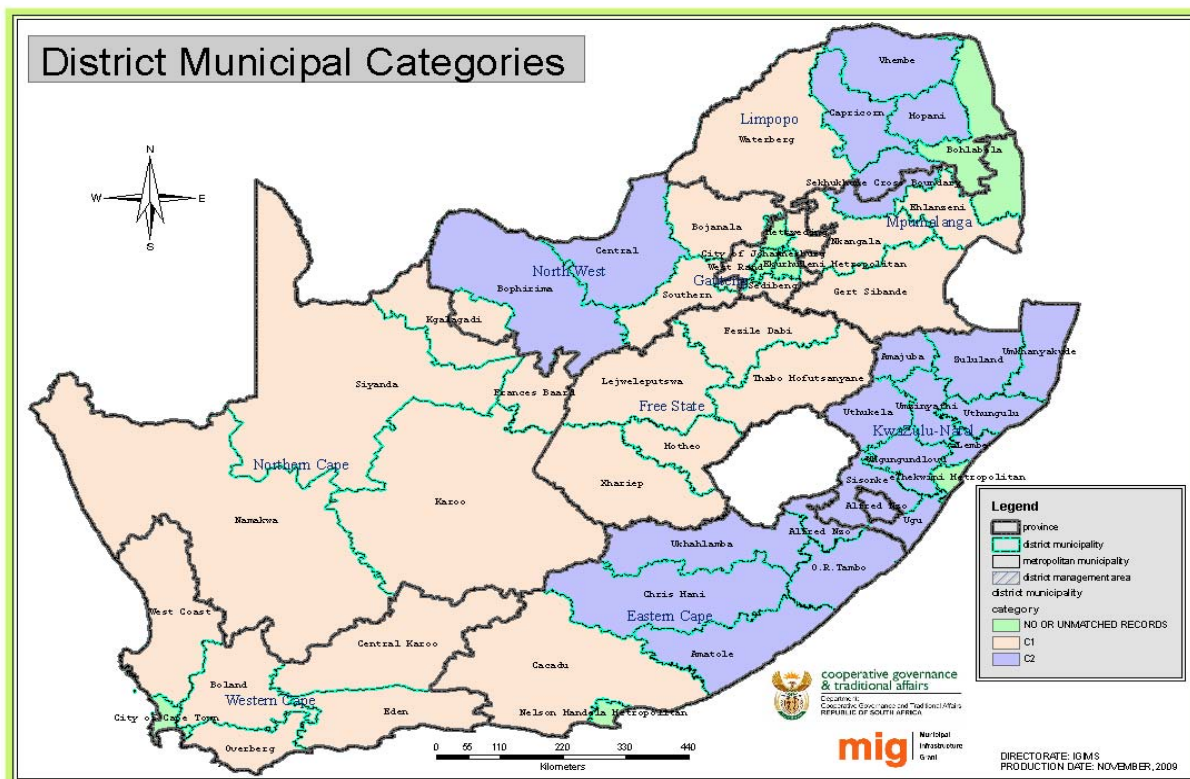 District Municipal Categories
N
W
E
S
Vhembe
Limpopo
Capricorn
Mopani
Waterberg
Bohlabela
Sekhukhune Cross Boundary
Ehlanzeni
Mpumalanga
Bojanala
Metsweding
Nkangala
Central
City of Johannesburg
North West
West Rand
Ekurhuleni Metropolitan
Gauteng
Sedibeng
Bophirima
Southern
Gert Sibande
Kgalagadi
Fezile Dabi
Umkhanyakude
Amajuba
Zululand
Siyanda
Lejweleputswa
Thabo Mofutsanyane
Frances Baard
Free State
Uthukela
Umzinyathi
Uthungulu
KwaZulu-Natal
Motheo
iLembe
Northern Cape
UMgungundlovu
eThekwini Metropolitan
Xhariep
Sisonke
Karoo
Namakwa
Alfred Nzo
Ugu
Alfred Nzo
Ukhahlamba
O.R.Tambo
Chris Hani
Eastern Cape
West Coast
Central Karoo
Amatole
Cacadu
Boland
Western Cape
City of Cape Town
Eden
Nelson Mandela Metropolitan
Overberg
Legend
province
district municipality
metropolitan municipality
district management area
district municipality
category
NO OR UNMATCHED RECORDS
C1
C2
cooperative governance
& traditional affairs
Department:
Cooperative Governance and Traditional Affairs
REPUBLIC OF SOUTH AFRICA
0 55 110 220 330 440
Kilometers
mig
Municipal
Infrastructure
Grant
DIRECTORATE: IGIMS
PRODUCTION DATE: NOVEMBER, 2009